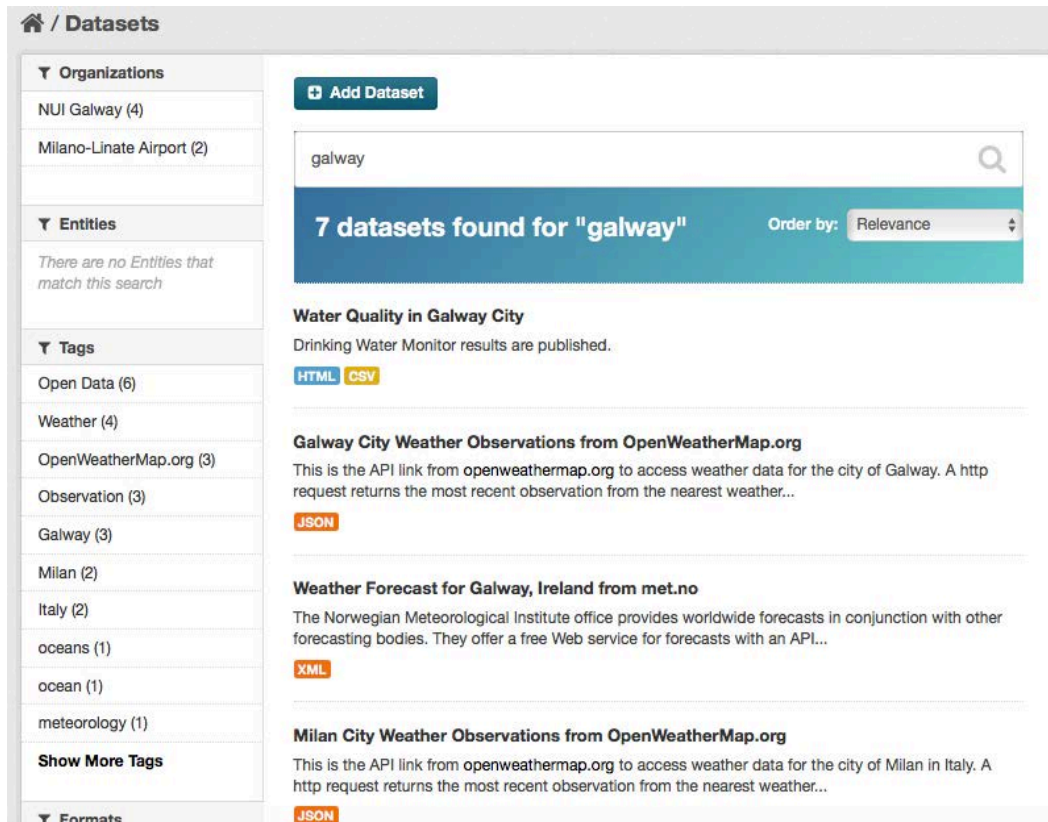 / Datasets
Organizations
NUI Galway (4)
Milano-Linate Airport (2)
Entities
There are no Entities that
match this search
Tags
Open Data (6)
Weather (4)
OpenWeatherMap.org (3)
Observation (3)
Galway (3)
Milan (2)
Italy (2)
oceans (1)
ocean (1)
meteorology (1)
Show More Tags
Formats
Add Dataset
galway
7 datasets found for "galway"
Order by: Relevance
Water Quality in Galway City
Drinking Water Monitor results are published.
HTML CSV
Galway City Weather Observations from OpenWeatherMap.org
This is the API link from openweathermap.org to access weather data for the city of Galway. A http
request returns the most recent observation from the nearest weather...
JSON
Weather Forecast for Galway, Ireland from met.no
The Norwegian Meteorological Institute office provides worldwide forecasts in conjunction with other
forecasting bodies. They offer a free Web service for forecasts with an API...
XML
Milan City Weather Observations from OpenWeatherMap.org
This is the API link from openweathermap.org to access weather data for the city of Milan in Italy. A
http request returns the most recent observation from the nearest weather...
JSON